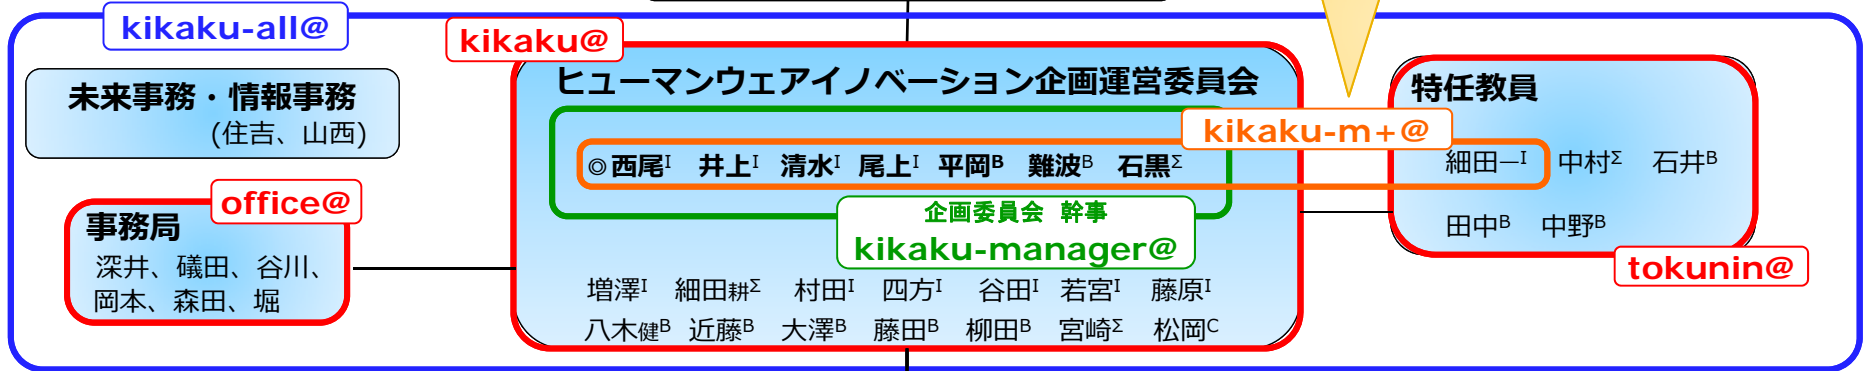 kikaku-all@
kikaku@
未来事務・情報事務
(住吉、山西)
office@
事務局
深井、礒田、谷川、
岡本、森田、堀
ヒューマンウェアイノベーション企画運営委員会
◎西尾I 井上I 清水I 尾上I 平岡B 難波B 石黒Σ
企画委員会 幹事
kikaku-manager@
増澤I 細田耕Σ 村田I 四方I 谷田I 若宮I 藤原I
八木健B 近藤B 大澤B 藤田B 柳田B 宮崎Σ 松岡C
kikaku-m+@
特任教員
細田一I 中村Σ 石井B
田中B 中野B
tokunin@